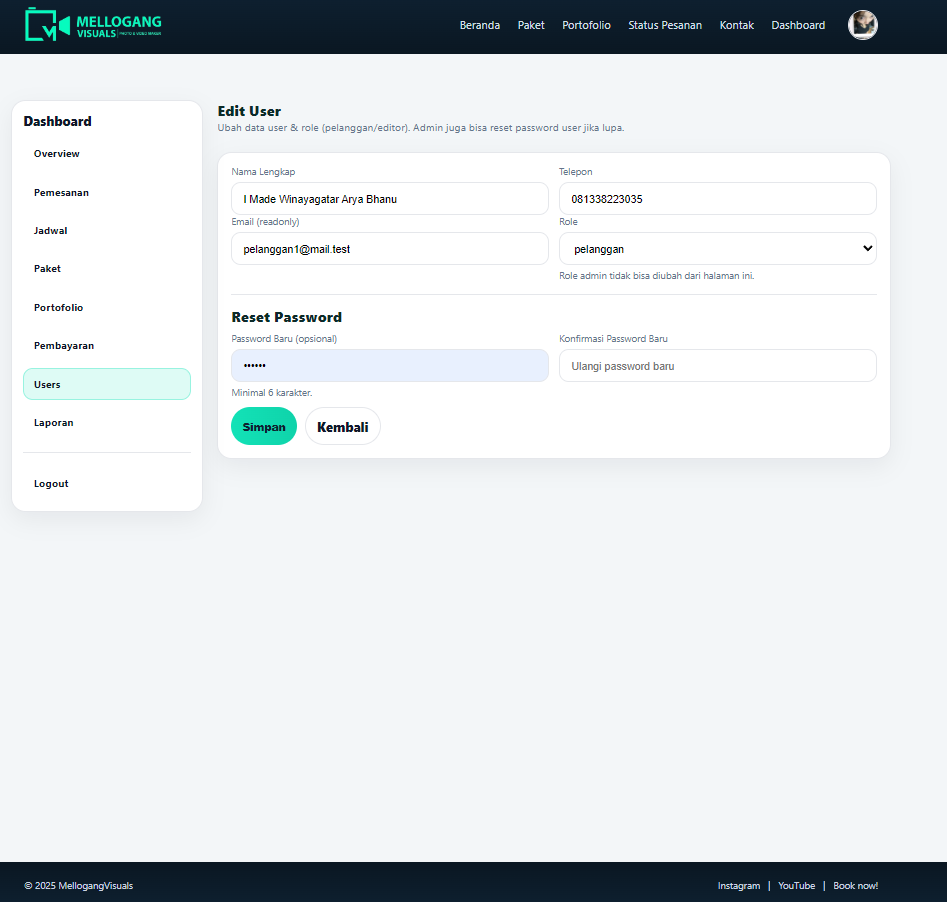 MELLOGANG
VISUALS PHOTO & VIDEO MAKER
Beranda Paket Portofolio Status Pesanan Kontak Dashboard
Dashboard
Overview
Pemesanan
Jadwal
Paket
Portofolio
Pembayaran
Users
Laporan
Logout
Edit User
Ubah data user & role (pelanggan/editor). Admin juga bisa reset password user jika lupa.
Nama Lengkap
I Made Winayagatar Arya Bhanu
Telepon
081338223035
Email (readonly)
pelanggan1@mail.test
Role
pelanggan
Role admin tidak bisa diubah dari halaman ini.
Reset Password
Password Baru (opsional)
••••••
Konfirmasi Password Baru
Ulangi password baru
Minimal 6 karakter.
Simpan Kembali
© 2025 MellogangVisuals
Instagram | YouTube | Book now!